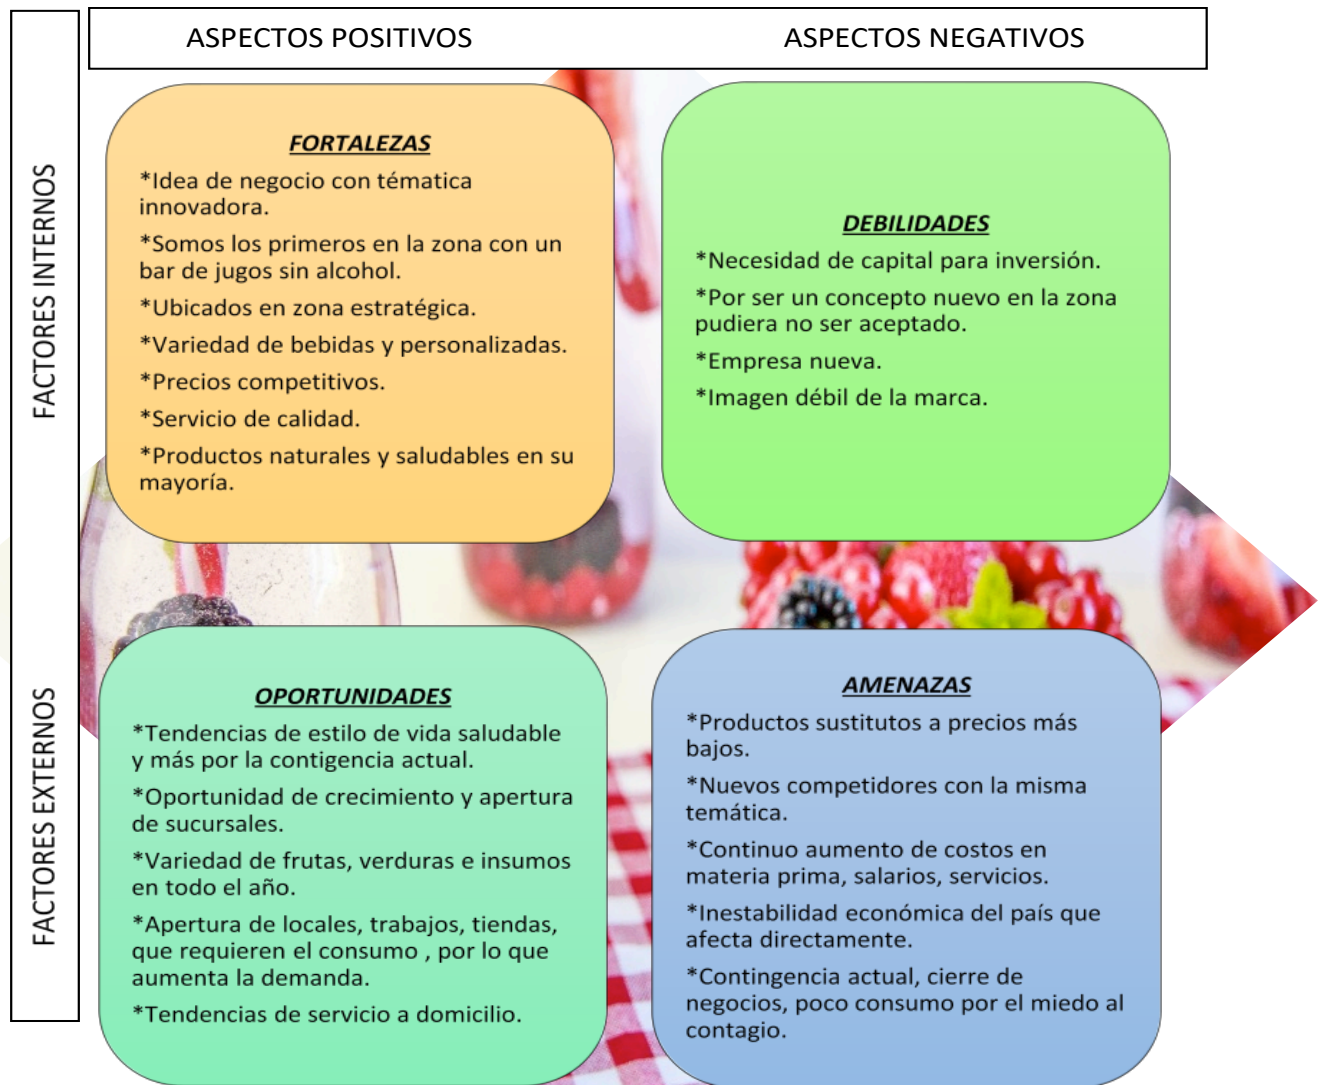 ASPECTOS POSITIVOS
ASPECTOS NEGATIVOS
FACTORES INTERNOS
FORTALEZAS
*Idea de negocio con tématica
innovadora.
*Somos los primeros en la zona con un
bar de jugos sin alcohol.
*Ubicados en zona estratégica.
*Variedad de bebidas y personalizadas.
*Precios competitivos.
*Servicio de calidad.
*Productos naturales y saludables en su
mayoría.
DEBILIDADES
*Necesidad de capital para inversión.
*Por ser un concepto nuevo en la zona
pudiera no ser aceptado.
*Empresa nueva.
*Imagen débil de la marca.
FACTORES EXTERNOS
OPORTUNIDADES
*Tendencias de estilo de vida saludable
y más por la contigencia actual.
*Oportunidad de crecimiento y apertura
de sucursales.
*Variedad de frutas, verduras e insumos
en todo el año.
*Apertura de locales, trabajos, tiendas,
que requieren el consumo , por lo que
aumenta la demanda.
*Tendencias de servicio a domicilio.
AMENAZAS
*Productos sustitutos a precios más
bajos.
*Nuevos competidores con la misma
temática.
*Continuo aumento de costos en
materia prima, salarios, servicios.
*Inestabilidad económica del país que
afecta directamente.
*Contingencia actual, cierre de
negocios, poco consumo por el miedo al
contagio.